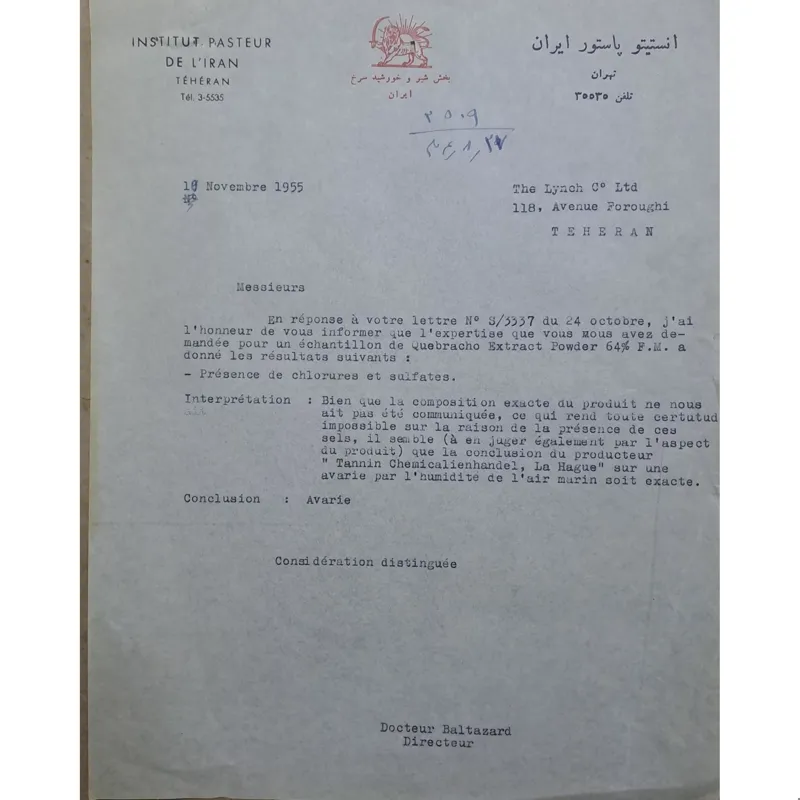 INSTITUT PASTEUR
DE L'IRAN
TÉHÉRAN
Tél. 3-5535
بخش شیر و خورشید سرخ
ایران
انستیتو پاستور ایران
تهران
تلفن ۳۵۵۳۵
۲۵۰۹
Novembre 1955
The Lynch C° Ltd
118, Avenue Foroughi
T E H E R A N
Messieurs
En réponse à votre lettre N° S/3337 du 24 octobre, j'ai
l'honneur de vous informer que l'expertise que vous nous avez de-
mandée pour un échantillon de Quebracho Extract Powder 64% F.M. a
donné les résultats suivants :
- Présence de chlorures et sulfates.
Interprétation : Bien que la composition exacte du produit ne nous
ait pas été communiquée, ce qui rend toute certutud
impossible sur la raison de la présence de ces
sels, il semble (à en juger également par l'aspect
du produit) que la conclusion du producteur
" Tannin Chemicalienhandel, La Hague" sur une
avarie par l'humidite de l'air marin soit exacte.
Conclusion : Avarie
Considération distinguée
Docteur Baltazard
Directeur